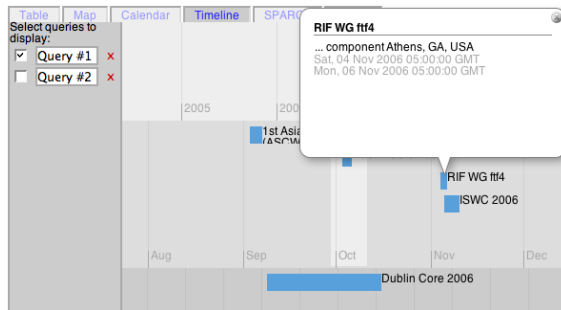 Table Map Calendar Timeline
Select queries to
display:
Query #1 x
Query #2 x
RIF WG ftf4
... component Athens, GA, USA
Sat, 04 Nov 2006 05:00:00 GMT
Mon, 06 Nov 2006 05:00:00 GMT
2005
1st
RIF WG ftf4
ISWC 2006
Aug Sep Oct Nov Dec
Dublin Core 2006